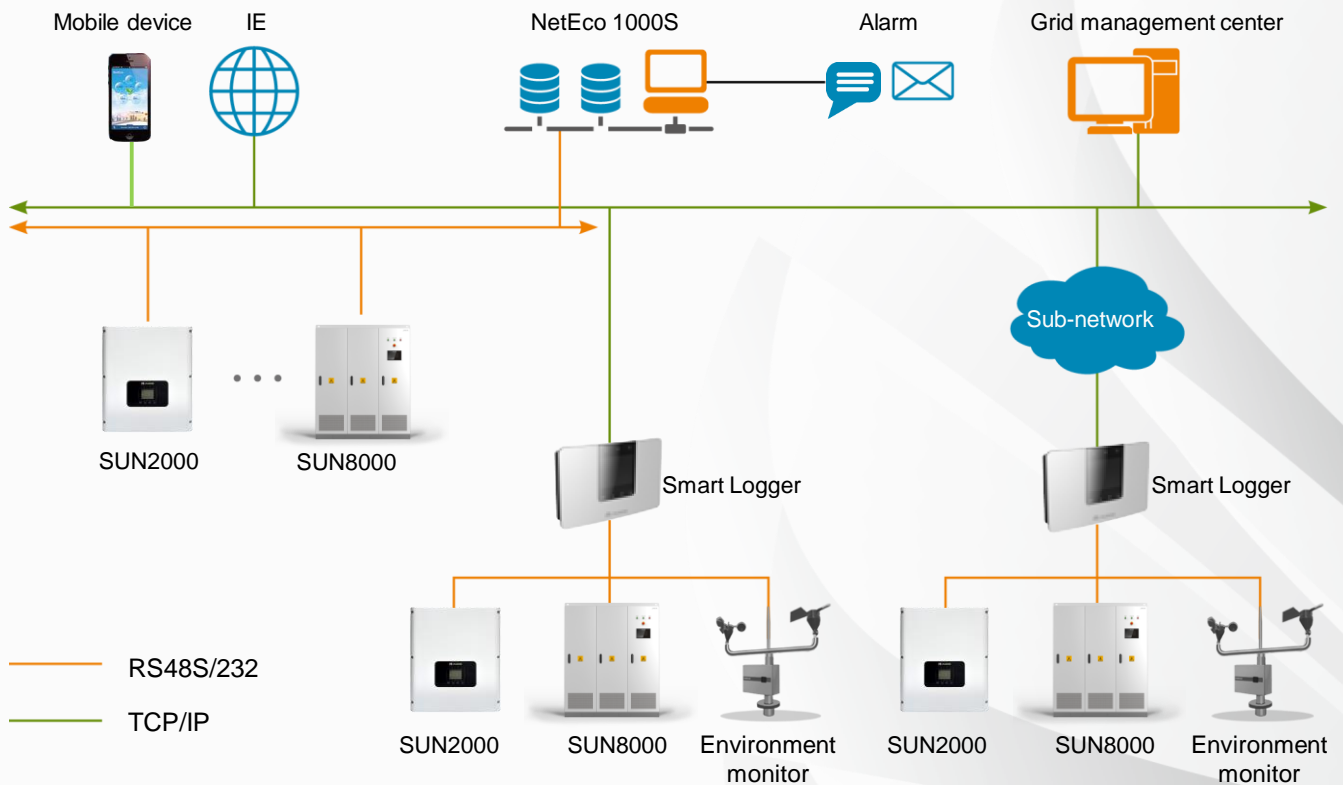 Mobile device
IE
NetEco 1000S
Alarm
Grid management center
Sub-network
SUN2000
SUN8000
Smart Logger
Smart Logger
RS48S/232
TCP/IP
SUN2000
SUN8000
Environment
monitor
SUN2000
SUN8000
Environment
monitor